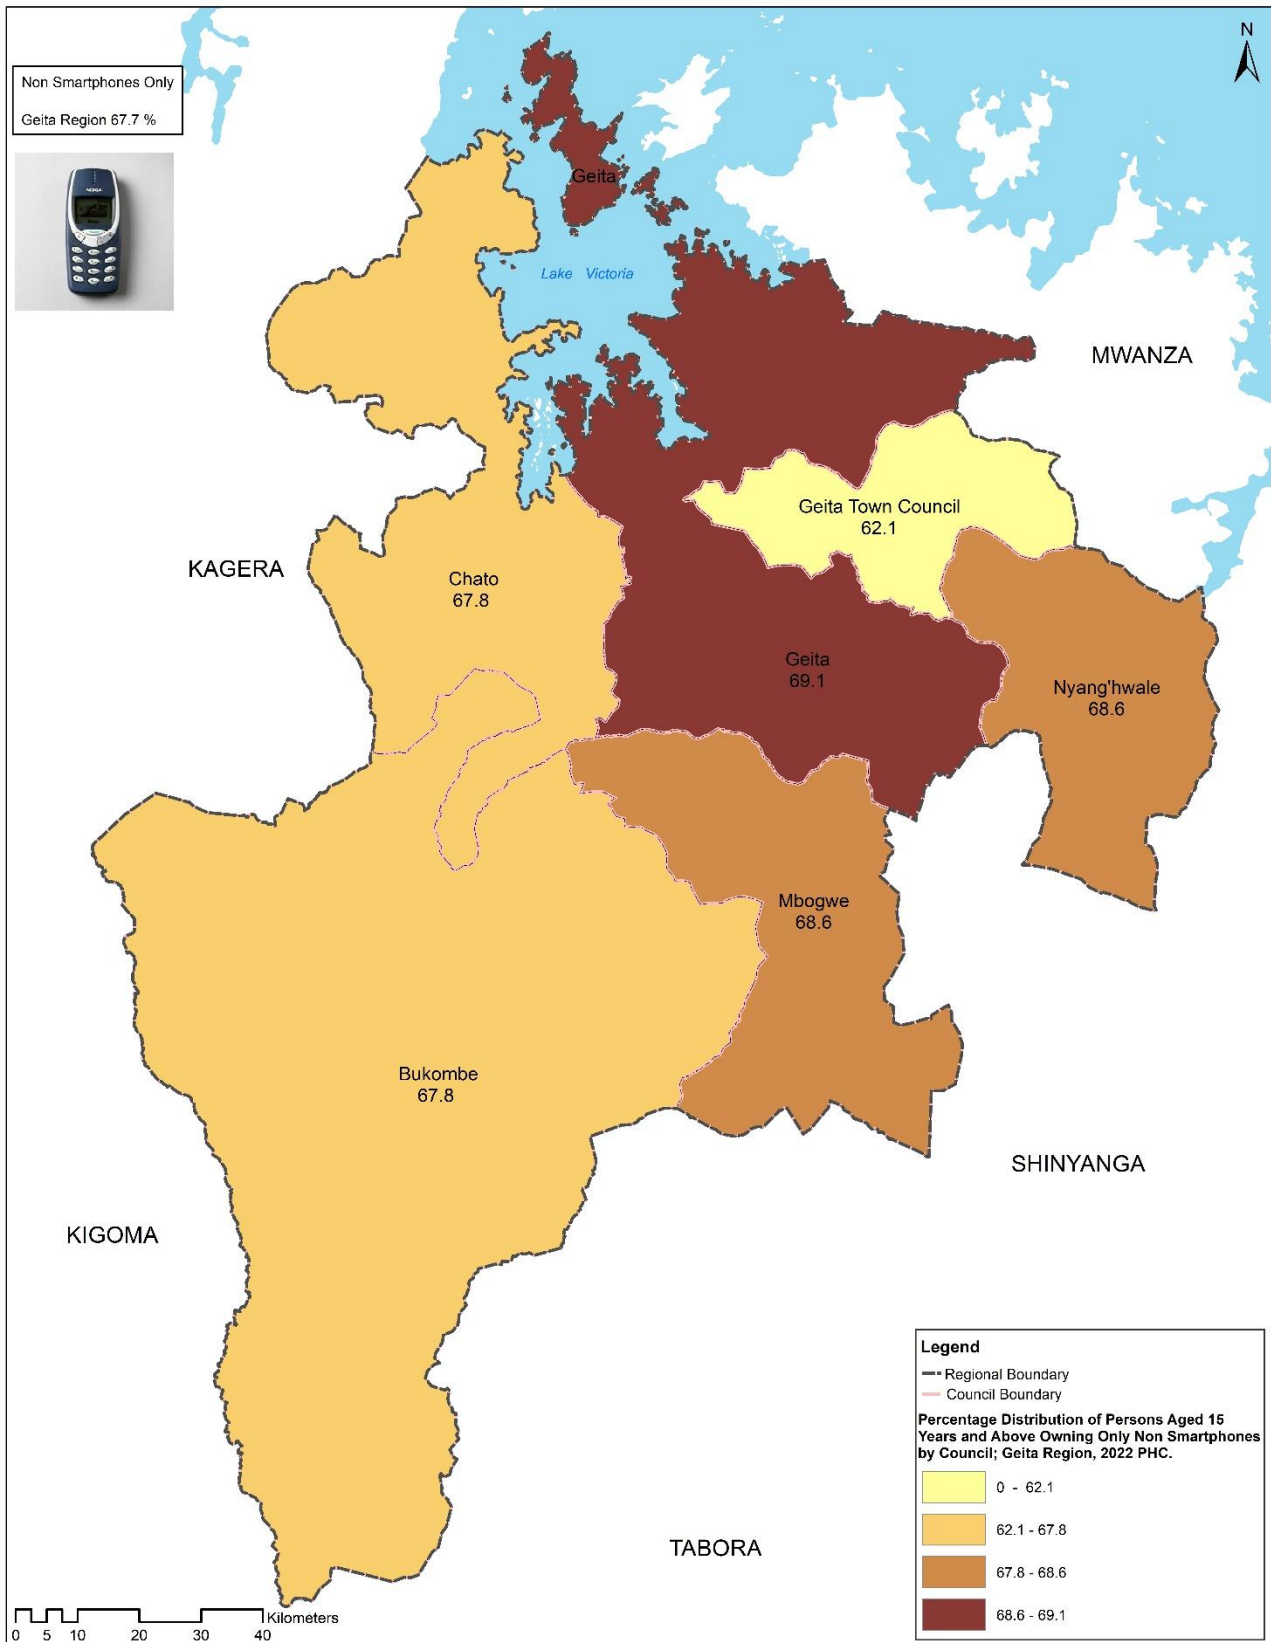 N
Non Smartphones Only
Geita Region 67.7 %
NOKIA
Geita
Lake Victoria
MWANZA
Geita Town Council
62.1
KAGERA
Chato
67.8
Geita
69.1
Nyang'hwale
68.6
Mbogwe
68.6
Bukombe
67.8
SHINYANGA
KIGOMA
TABORA
Legend
Regional Boundary
Council Boundary
Percentage Distribution of Persons Aged 15
Years and Above Owning Only Non Smartphones
by Council; Geita Region, 2022 PHC.
0 - 62.1
62.1 - 67.8
67.8 - 68.6
68.6 - 69.1
Kilometers
0 5 10 20 30 40